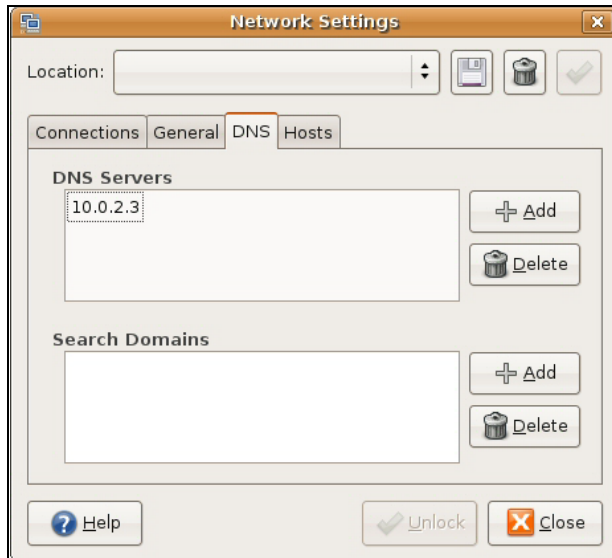 Network Settings
Location:
Connections General DNS Hosts
DNS Servers
10.0.2.3
Add
Delete
Search Domains
Add
Delete
Help Unlock Close